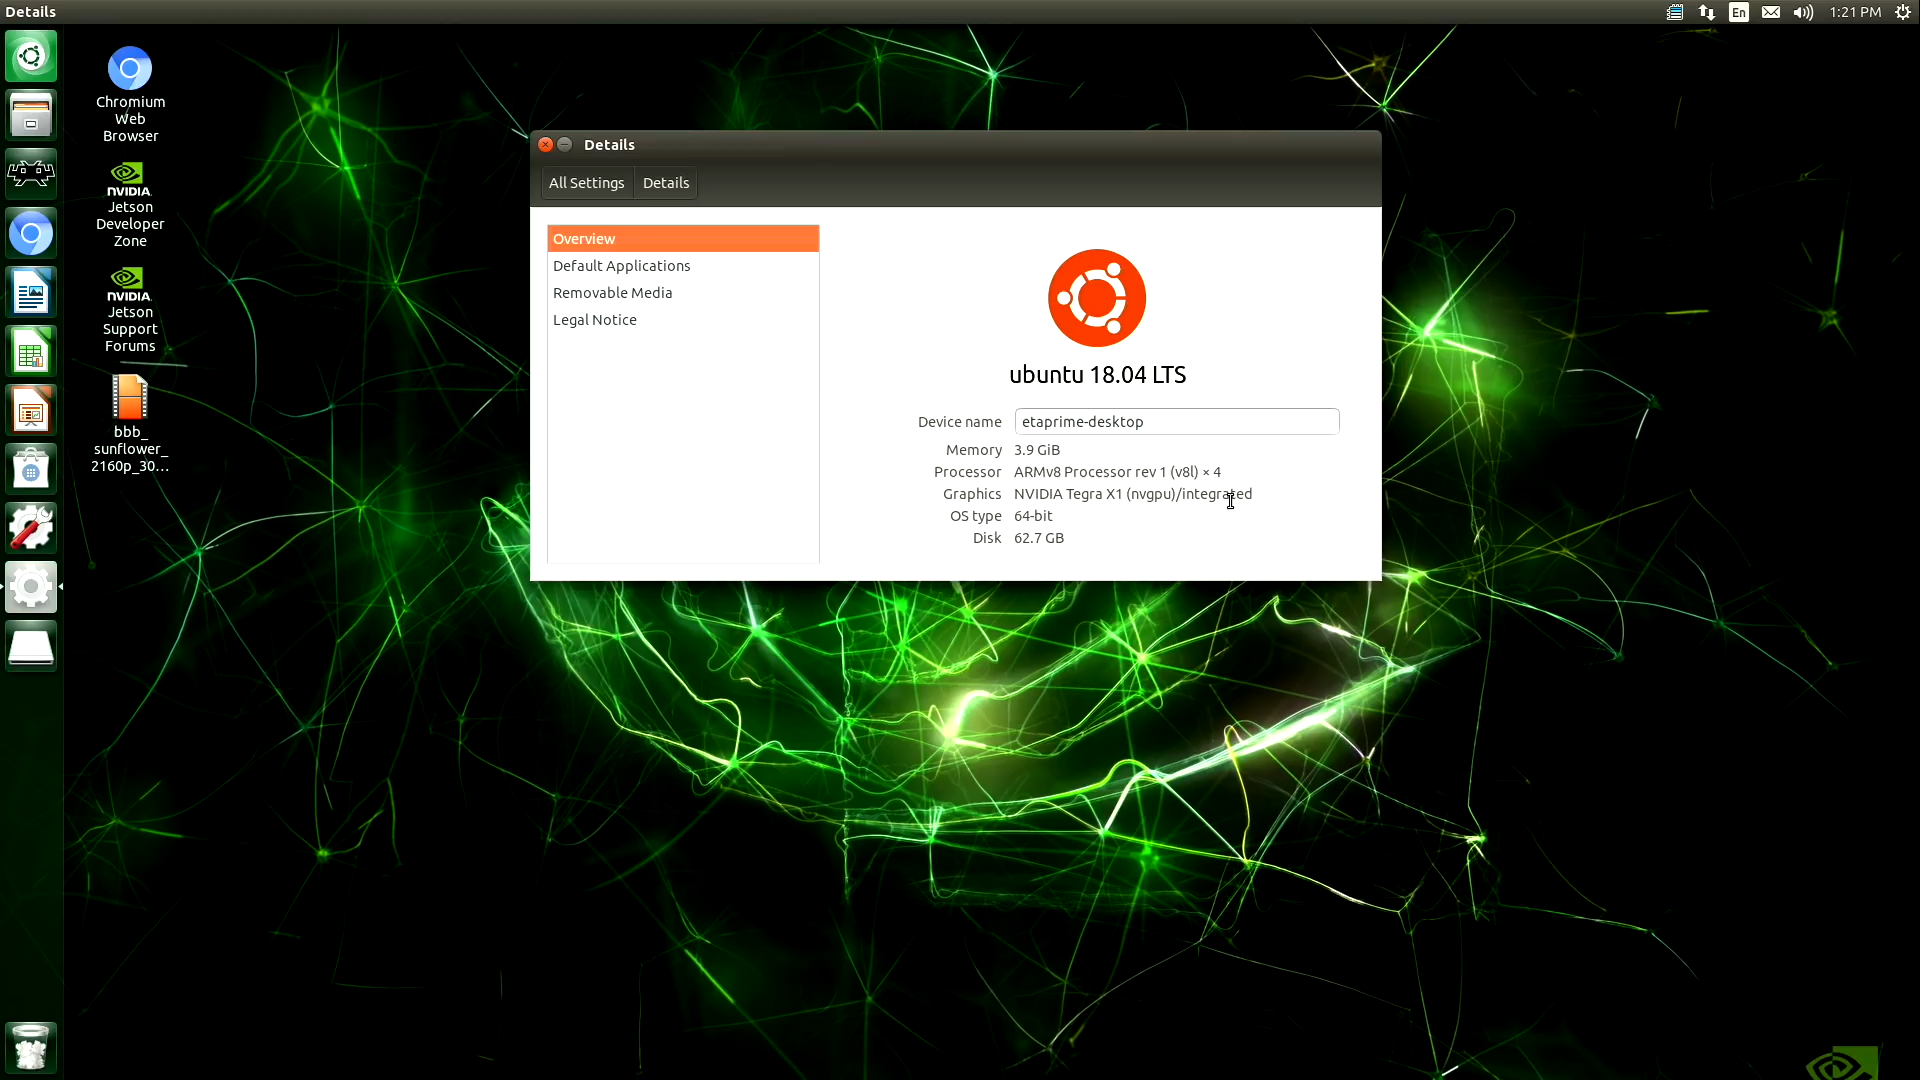 Details
En
1:21 PM
Chromium
Web
Browser
NVIDIA.
Jetson
Developer
Zone
NVIDIA.
Jetson
Support
Forums
bbb_
sunflower_
2160p_30...
Details
All Settings
Details
Overview
Default Applications
Removable Media
Legal Notice
ubuntu 18.04 LTS
Device name etaprime-desktop
Memory 3.9 GiB
Processor ARMv8 Processor rev 1 (v8l) × 4
Graphics NVIDIA Tegra X1 (nvgpu)/integrated
OS type 64-bit
Disk 62.7 GB